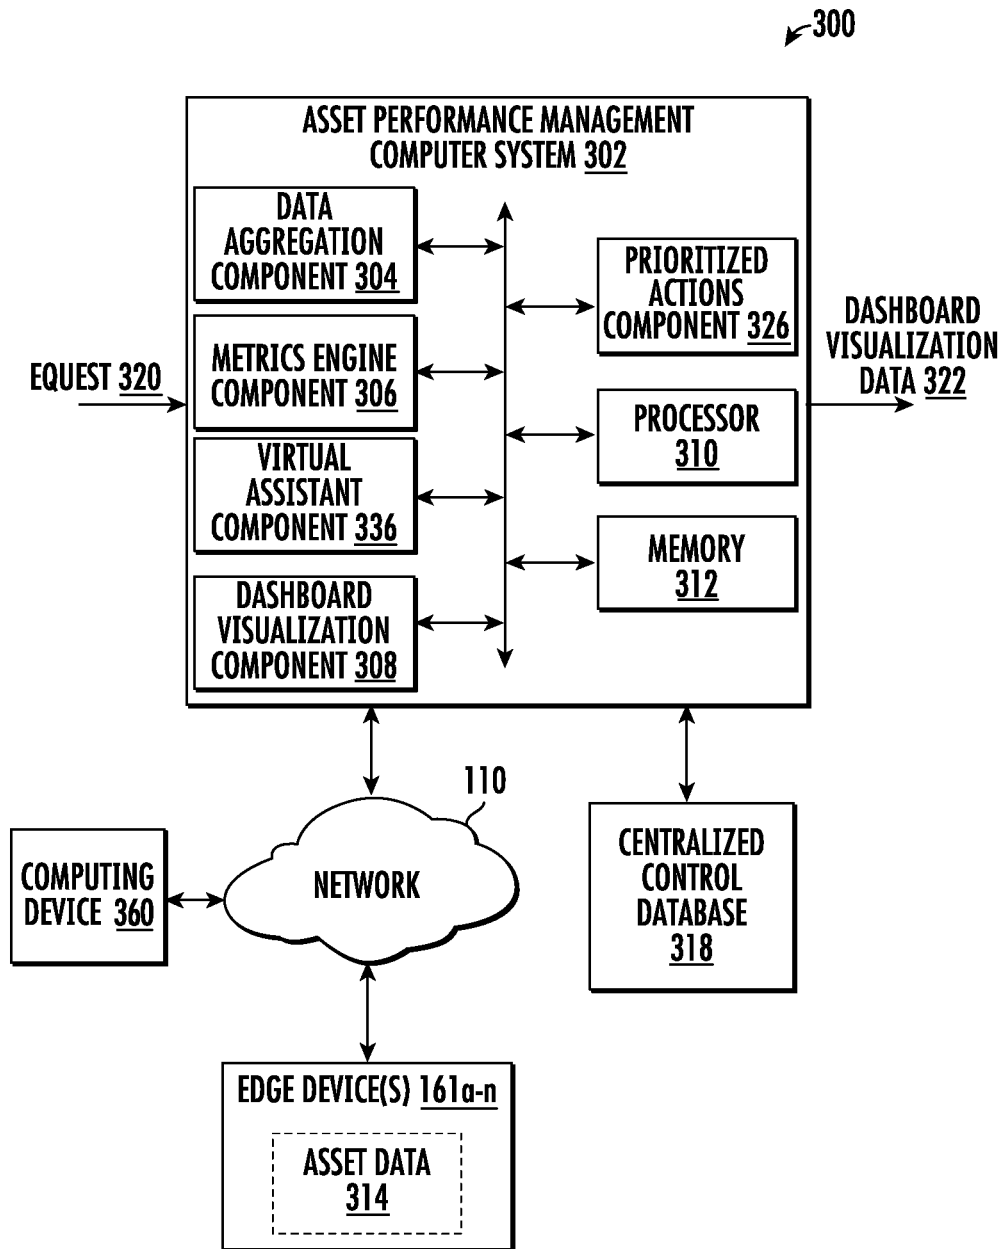 300
ASSET PERFORMANCE MANAGEMENT
COMPUTER SYSTEM 302
DATA
AGGREGATION
COMPONENT 304
METRICS ENGINE
COMPONENT 306
VIRTUAL
ASSISTANT
COMPONENT 336
DASHBOARD
VISUALIZATION
COMPONENT 308
PRIORITIZED
ACTIONS
COMPONENT 326
PROCESSOR
310
MEMORY
312
EQUEST 320
DASHBOARD
VISUALIZATION
DATA 322
110
NETWORK
COMPUTING
DEVICE 360
CENTRALIZED
CONTROL
DATABASE
318
EDGE DEVICE(S) 161a-n
ASSET DATA
314